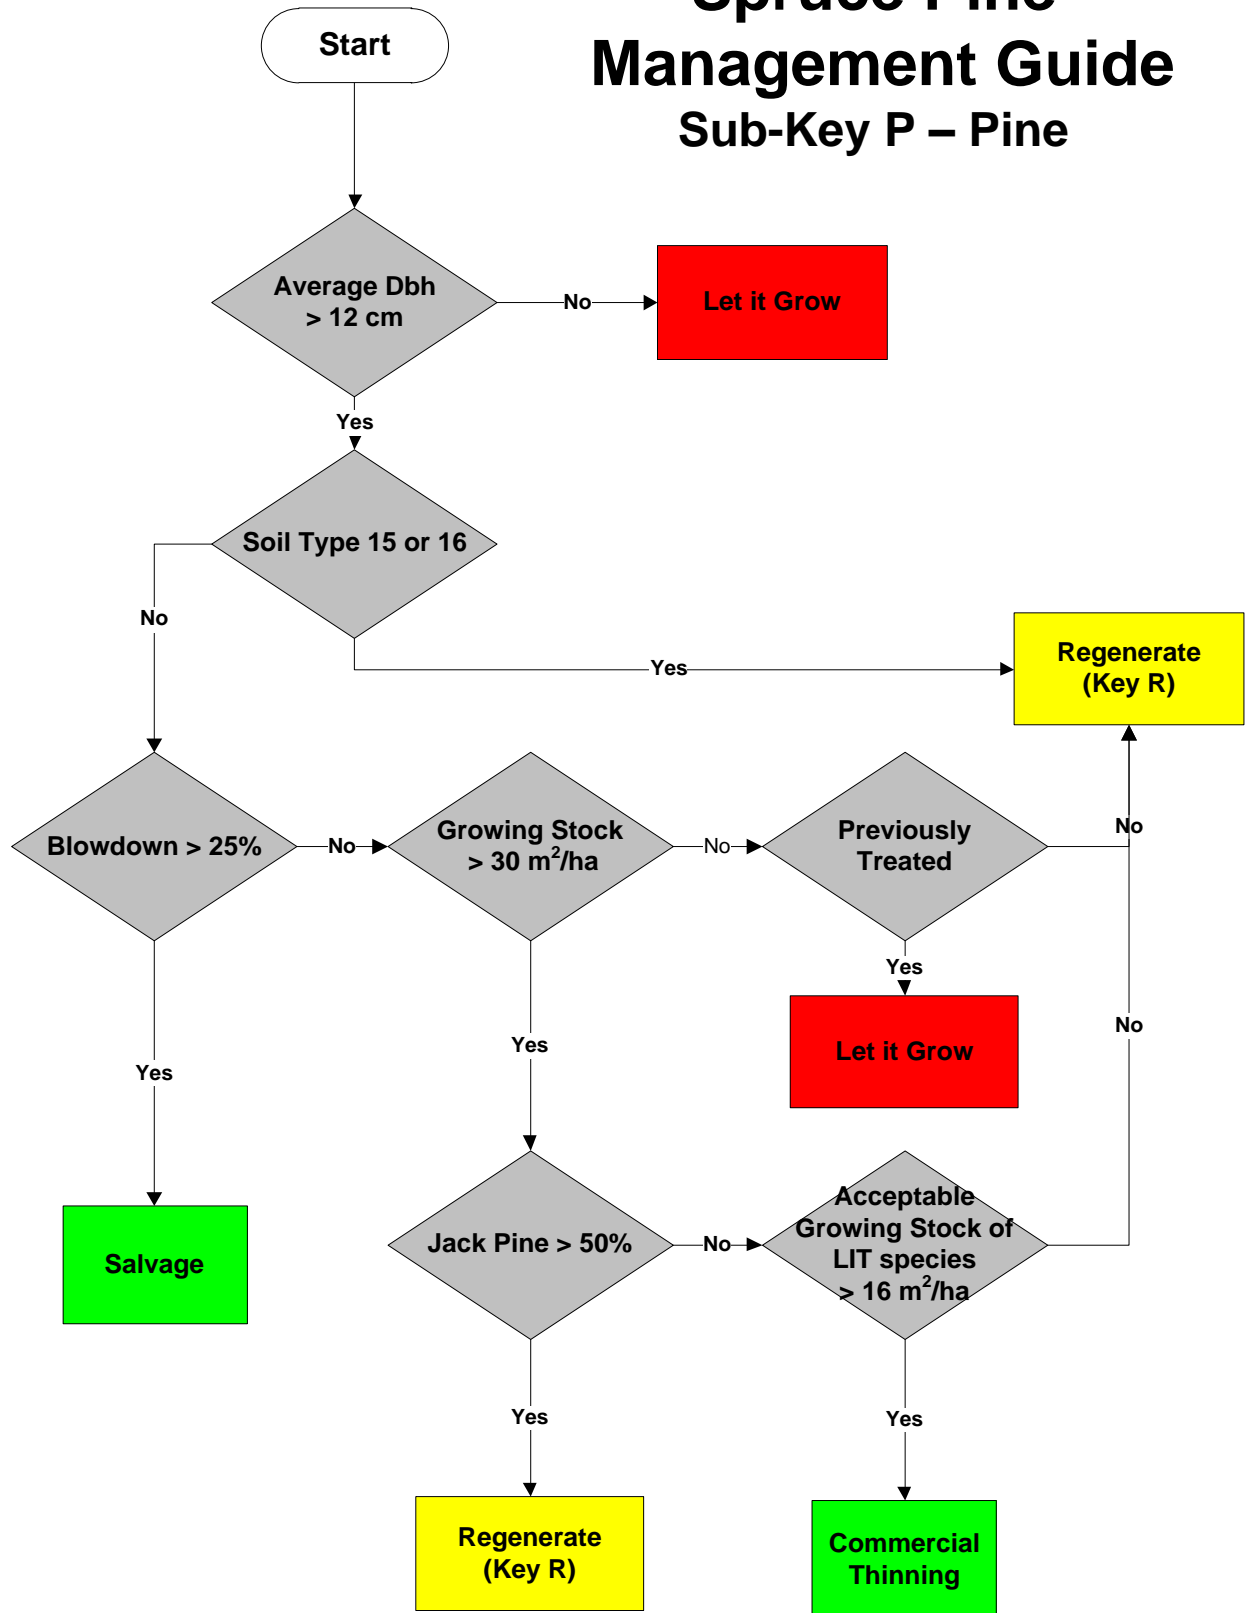 Spruce Pine
Management Guide
Sub-Key P – Pine
Start
Average Dbh
> 12 cm
No
Let it Grow
Yes
Soil Type 15 or 16
No
Yes
Regenerate
(Key R)
Blowdown > 25%
No
Growing Stock
> 30 m²/ha
No
Previously
Treated
No
Yes
Let it Grow
No
Yes
Yes
Salvage
Jack Pine > 50%
No
Acceptable
Growing Stock of
LIT species
> 16 m²/ha
Yes
Yes
Regenerate
(Key R)
Commercial
Thinning